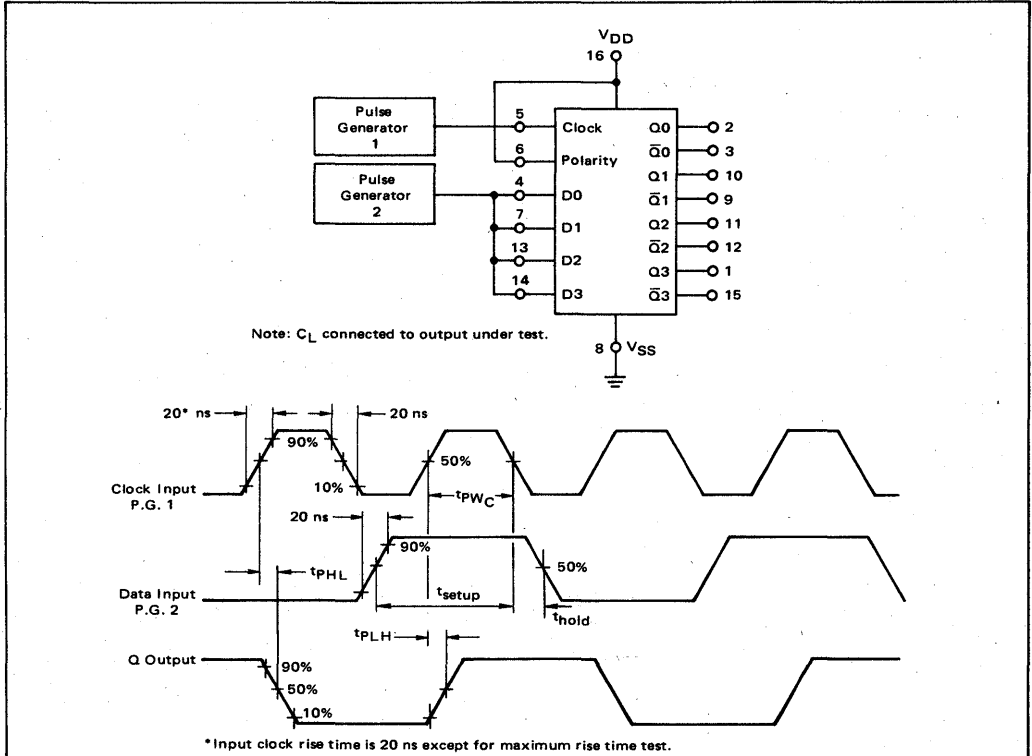 VDD
16
Pulse
Generator
1
5
Clock
Q0
2
6
Polarity
Q̅0
3
Pulse
Generator
2
4
D0
Q1
10
7
D1
Q̅1
9
Q2
11
13
D2
Q̅2
12
14
D3
Q3
1
Q̅3
15
Note: CL connected to output under test.
8
VSS
20* ns
20 ns
90%
50%
10%
Clock Input
P.G. 1
tPWC
20 ns
90%
50%
tPHL
tsetup
thold
Data Input
P.G. 2
tPLH
Q Output
90%
50%
10%
*Input clock rise time is 20 ns except for maximum rise time test.